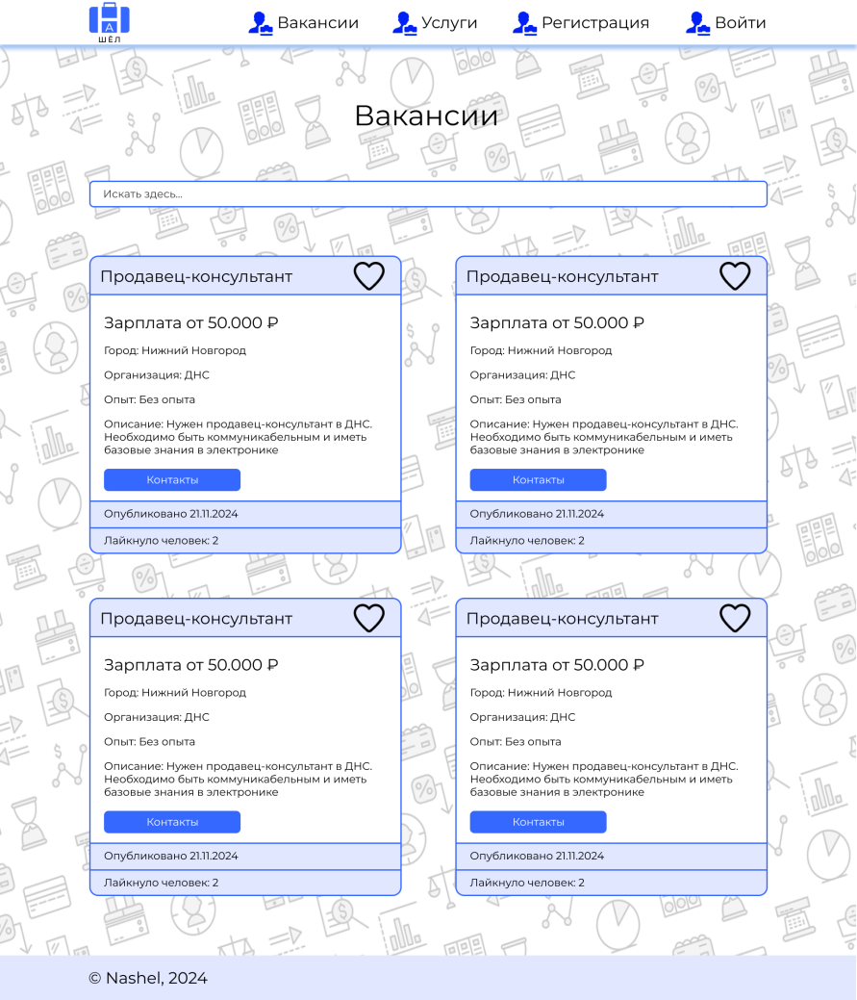 А
ШЁЛ
Вакансии Услуги Регистрация Войти
Вакансии
Искать здесь...
Продавец-консультант
Зарплата от 50.000 ₽
Город: Нижний Новгород
Организация: ДНС
Опыт: Без опыта
Описание: Нужен продавец-консультант в ДНС.
Необходимо быть коммуникабельным и иметь
базовые знания в электронике
Контакты
Опубликовано 21.11.2024
Лайкнуло человек: 2
Продавец-консультант
Зарплата от 50.000 ₽
Город: Нижний Новгород
Организация: ДНС
Опыт: Без опыта
Описание: Нужен продавец-консультант в ДНС.
Необходимо быть коммуникабельным и иметь
базовые знания в электронике
Контакты
Опубликовано 21.11.2024
Лайкнуло человек: 2
Продавец-консультант
Зарплата от 50.000 ₽
Город: Нижний Новгород
Организация: ДНС
Опыт: Без опыта
Описание: Нужен продавец-консультант в ДНС.
Необходимо быть коммуникабельным и иметь
базовые знания в электронике
Контакты
Опубликовано 21.11.2024
Лайкнуло человек: 2
Продавец-консультант
Зарплата от 50.000 ₽
Город: Нижний Новгород
Организация: ДНС
Опыт: Без опыта
Описание: Нужен продавец-консультант в ДНС.
Необходимо быть коммуникабельным и иметь
базовые знания в электронике
Контакты
Опубликовано 21.11.2024
Лайкнуло человек: 2
© Nashel, 2024